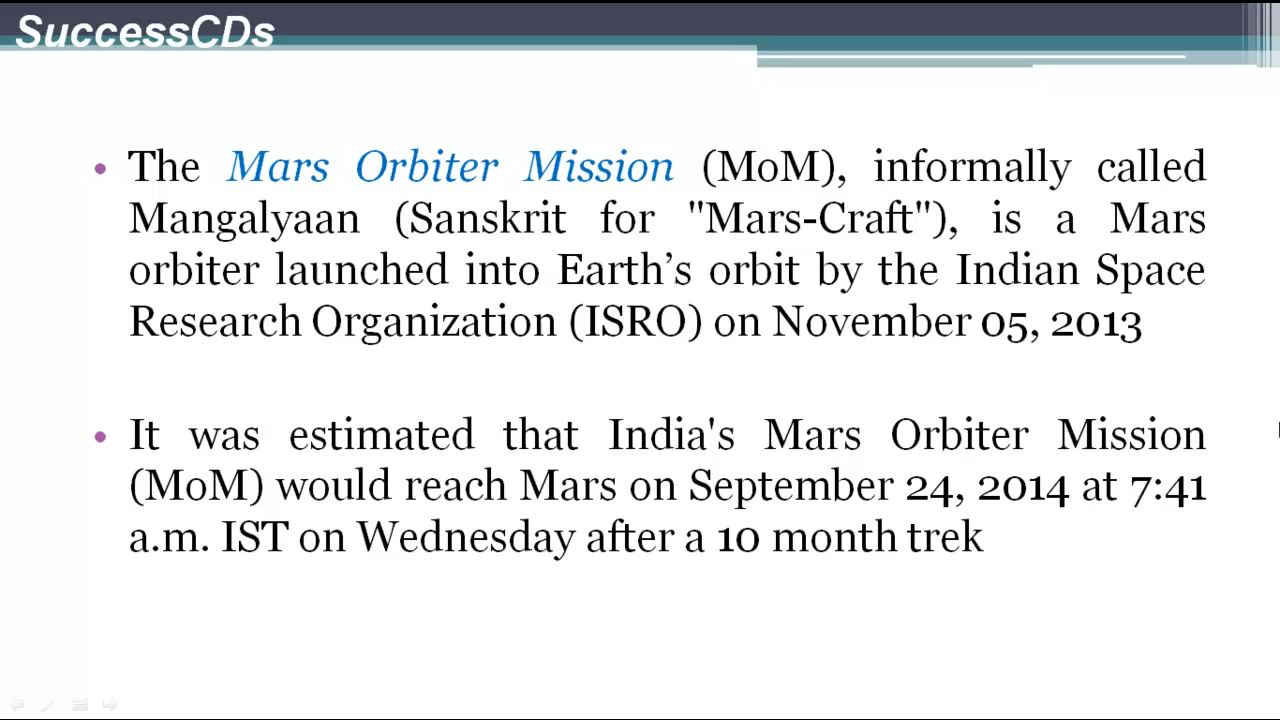 SuccessCDs
• The Mars Orbiter Mission (MoM), informally called
Mangalyaan (Sanskrit for "Mars-Craft"), is a Mars
orbiter launched into Earth’s orbit by the Indian Space
Research Organization (ISRO) on November 05, 2013
• It was estimated that India's Mars Orbiter Mission
(MoM) would reach Mars on September 24, 2014 at 7:41
a.m. IST on Wednesday after a 10 month trek